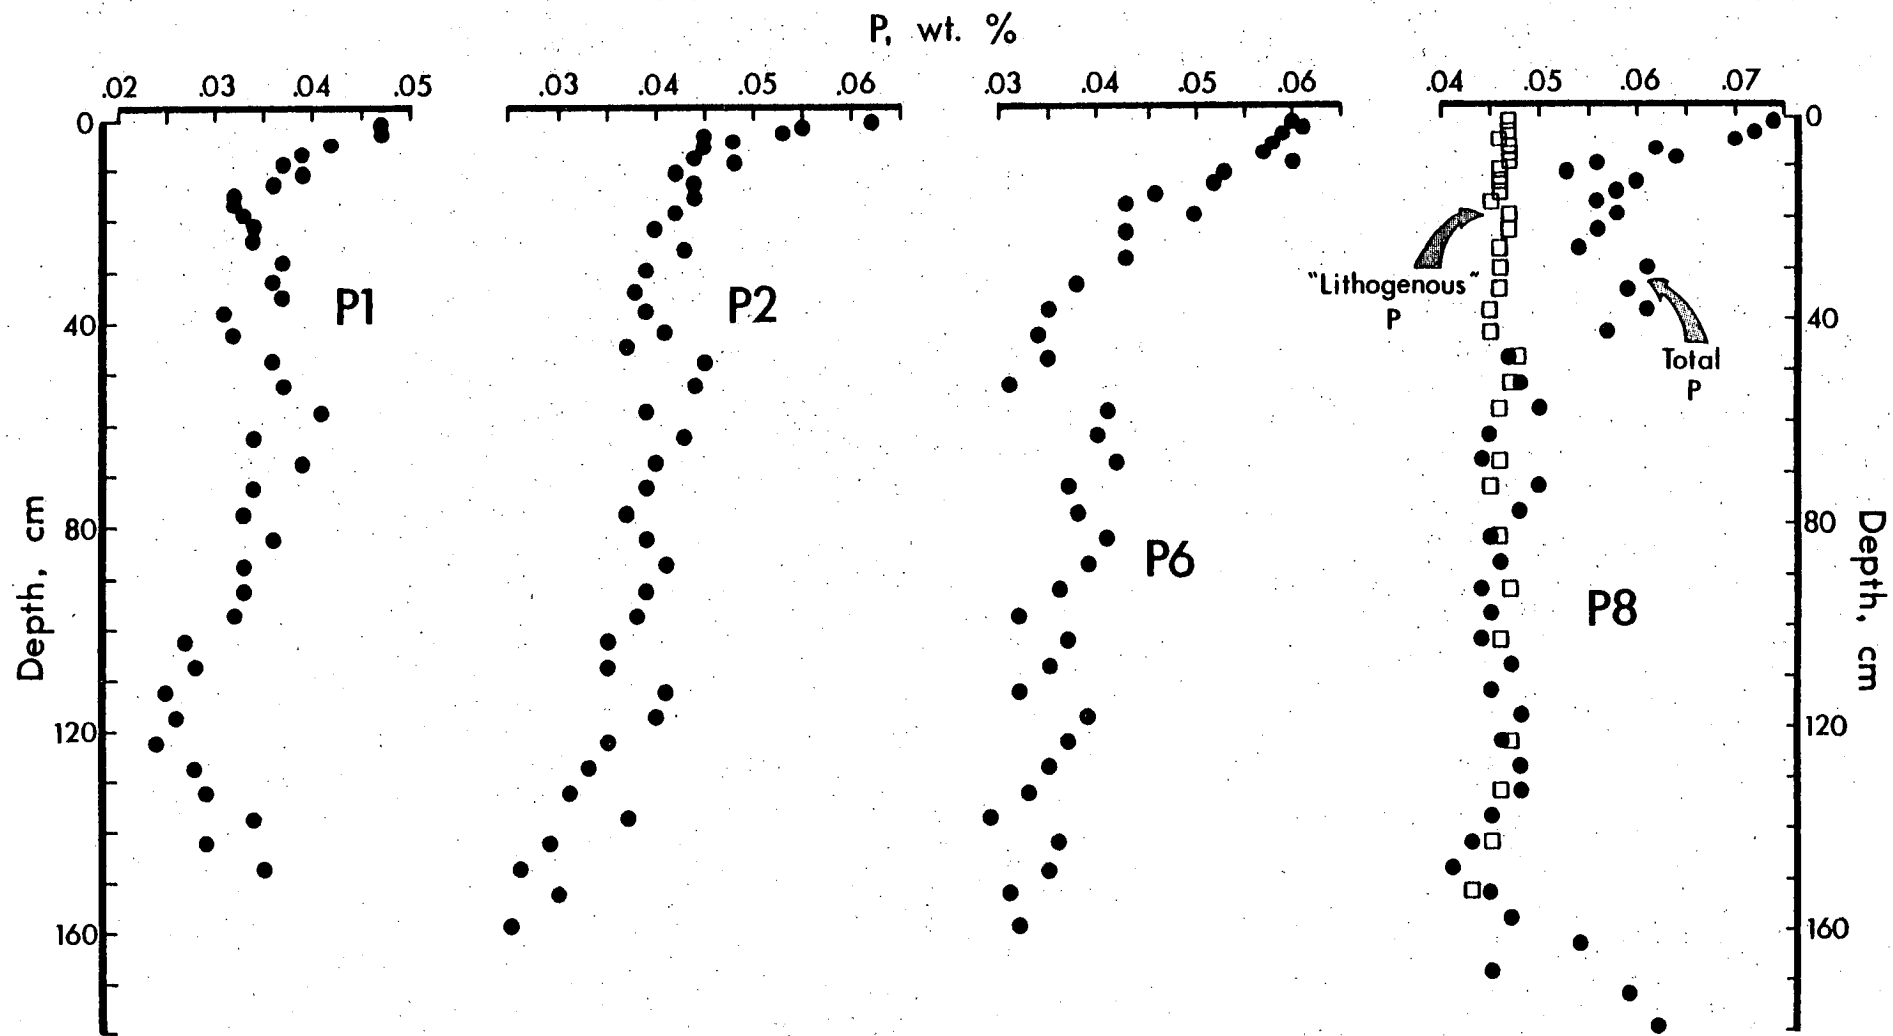 P, wt. %
.02 .03 .04 .05 .03 .04 .05 .06 .03 .04 .05 .06 .04 .05 .06 .07
0 0
"Lithogenous"
P
P1 P2
40 40
Total
P
Depth, cm
80 80
Depth, cm
P6
P8
120 120
160 160